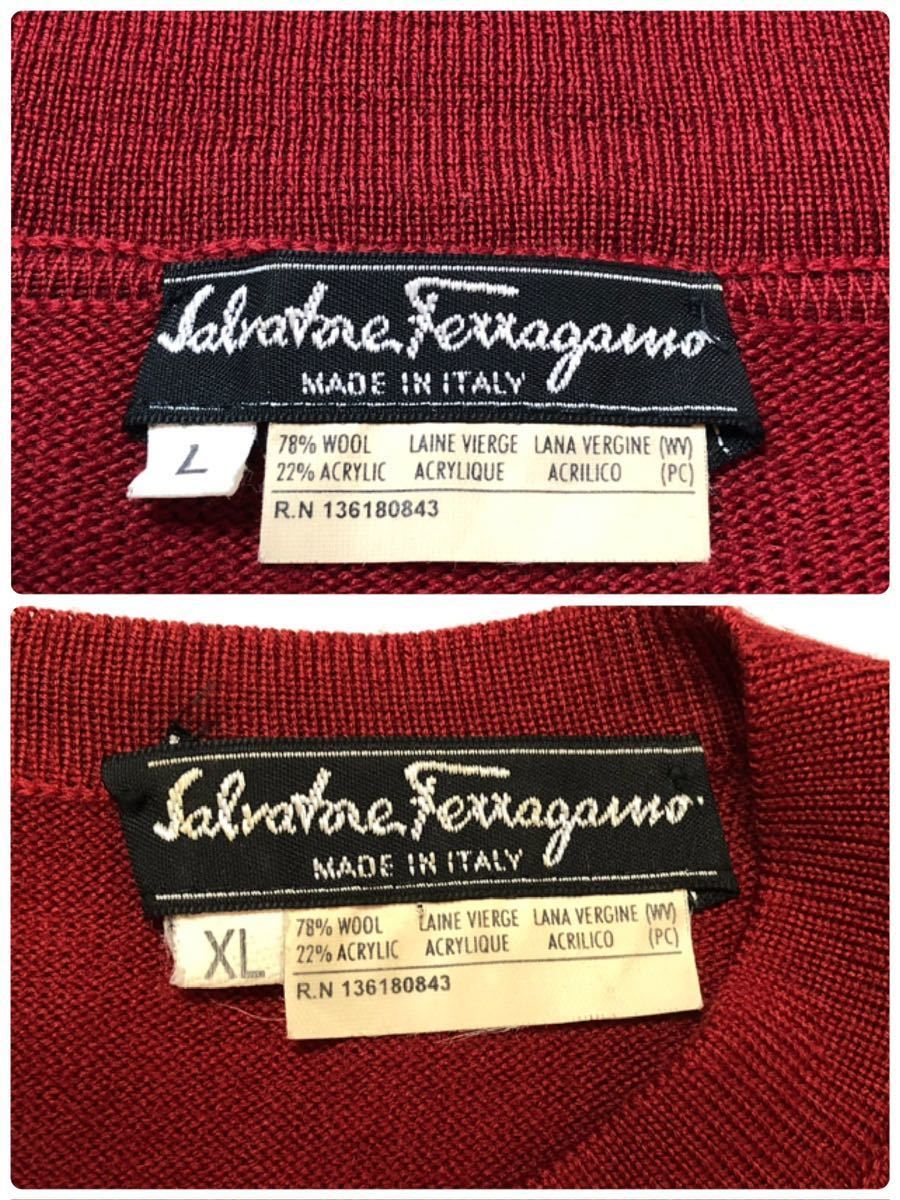 Salvatore Ferragamo
MADE IN ITALY
L
78% WOOL LAINE VIERGE LANA VERGINE (WV)
22% ACRYLIC ACRYLIQUE ACRILICO (PC)
R.N 136180843
Salvatore Ferragamo
MADE IN ITALY
XL
78% WOOL LAINE VIERGE LANA VERGINE (WV)
22% ACRYLIC ACRYLIQUE ACRILICO (PC)
R.N 136180843